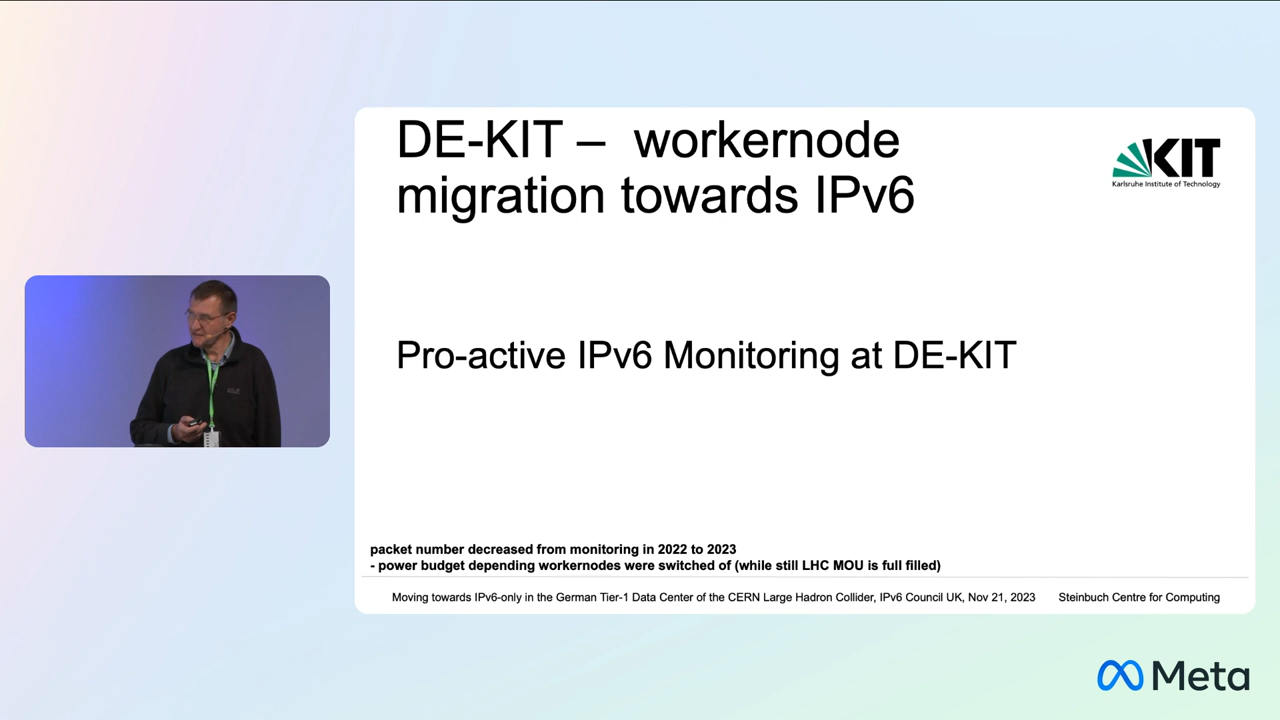 DE-KIT – workernode
migration towards IPv6
KIT
Karlsruhe Institute of Technology
Pro-active IPv6 Monitoring at DE-KIT
packet number decreased from monitoring in 2022 to 2023
- power budget depending workernodes were switched of (while still LHC MOU is full filled)
Moving towards IPv6-only in the German Tier-1 Data Center of the CERN Large Hadron Collider, IPv6 Council UK, Nov 21, 2023 Steinbuch Centre for Computing
Meta